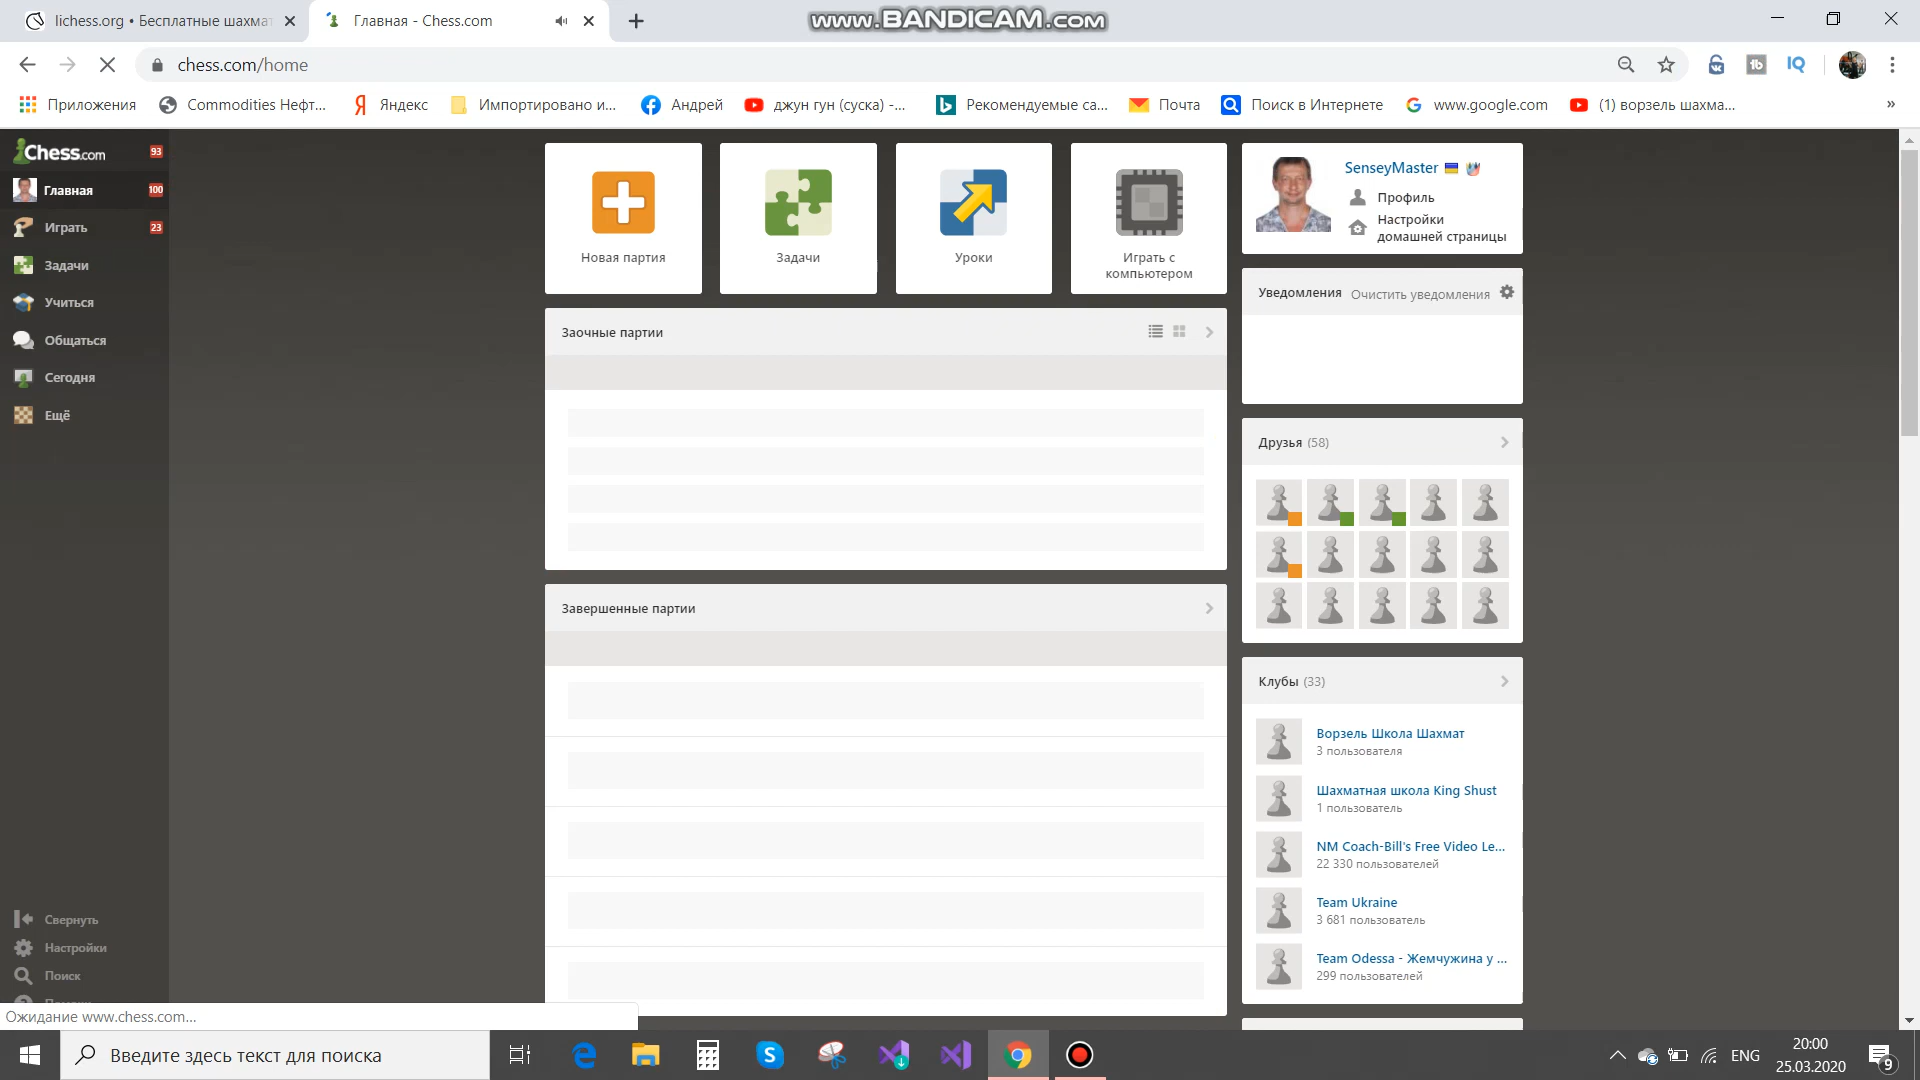 lichess.org • Бесплатные шахмат
Главная - Chess.com
www.BANDICAM.com
chess.com/home
Приложения
Commodities Нефт...
Яндекс
Импортировано и...
Андрей
джун гун (суска) -...
Рекомендуемые са...
Почта
Поиск в Интернете
www.google.com
(1) ворзель шахма...
Chess.com
93
Главная
100
Играть
23
Задачи
Учиться
Общаться
Сегодня
Ещё
Свернуть
Настройки
Поиск
Ожидание www.chess.com...
Новая партия
Задачи
Уроки
Играть с
компьютером
Заочные партии
Завершенные партии
SenseyMaster
Профиль
Настройки
домашней страницы
Уведомления
Очистить уведомления
Друзья (58)
Клубы (33)
Ворзель Школа Шахмат
3 пользователя
Шахматная школа King Shust
1 пользователь
NM Coach-Bill's Free Video Le...
22 330 пользователей
Team Ukraine
3 681 пользователь
Team Odessa - Жемчужина у ...
299 пользователей
Введите здесь текст для поиска
ENG
20:00
25.03.2020
9